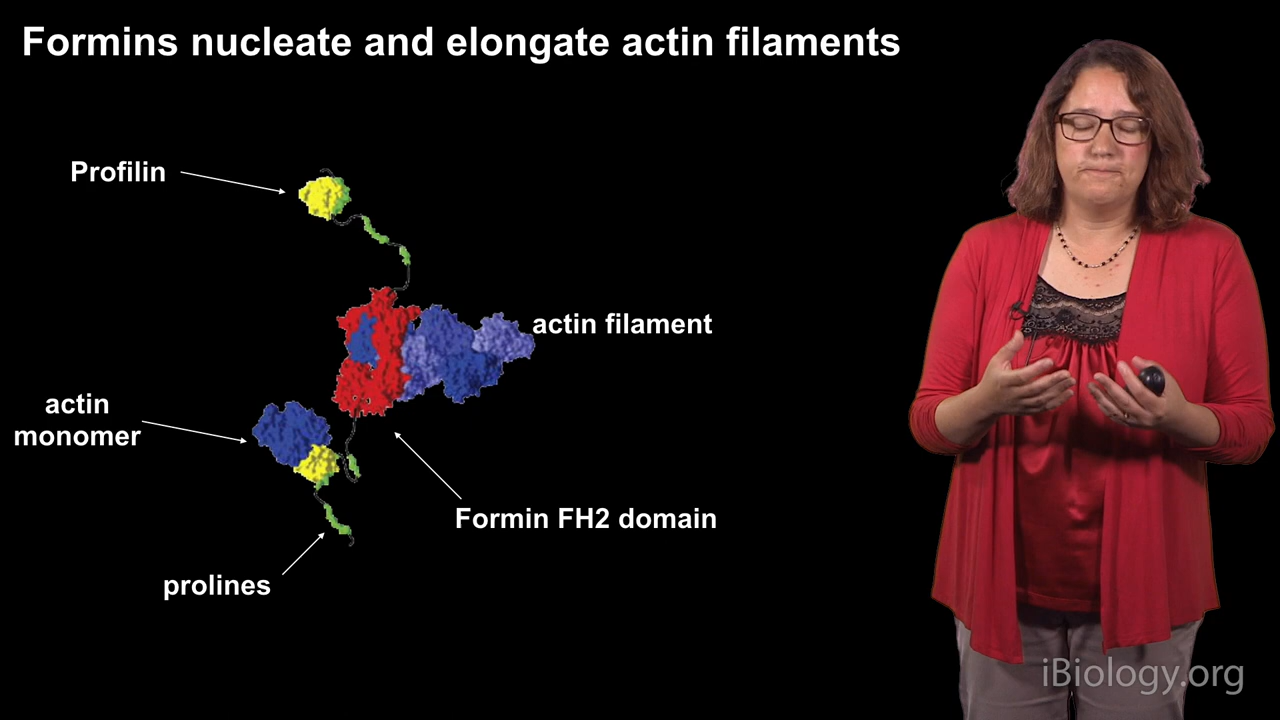 Formins nucleate and elongate actin filaments
Profilin
actin filament
actin
monomer
Formin FH2 domain
prolines
iBiology.org